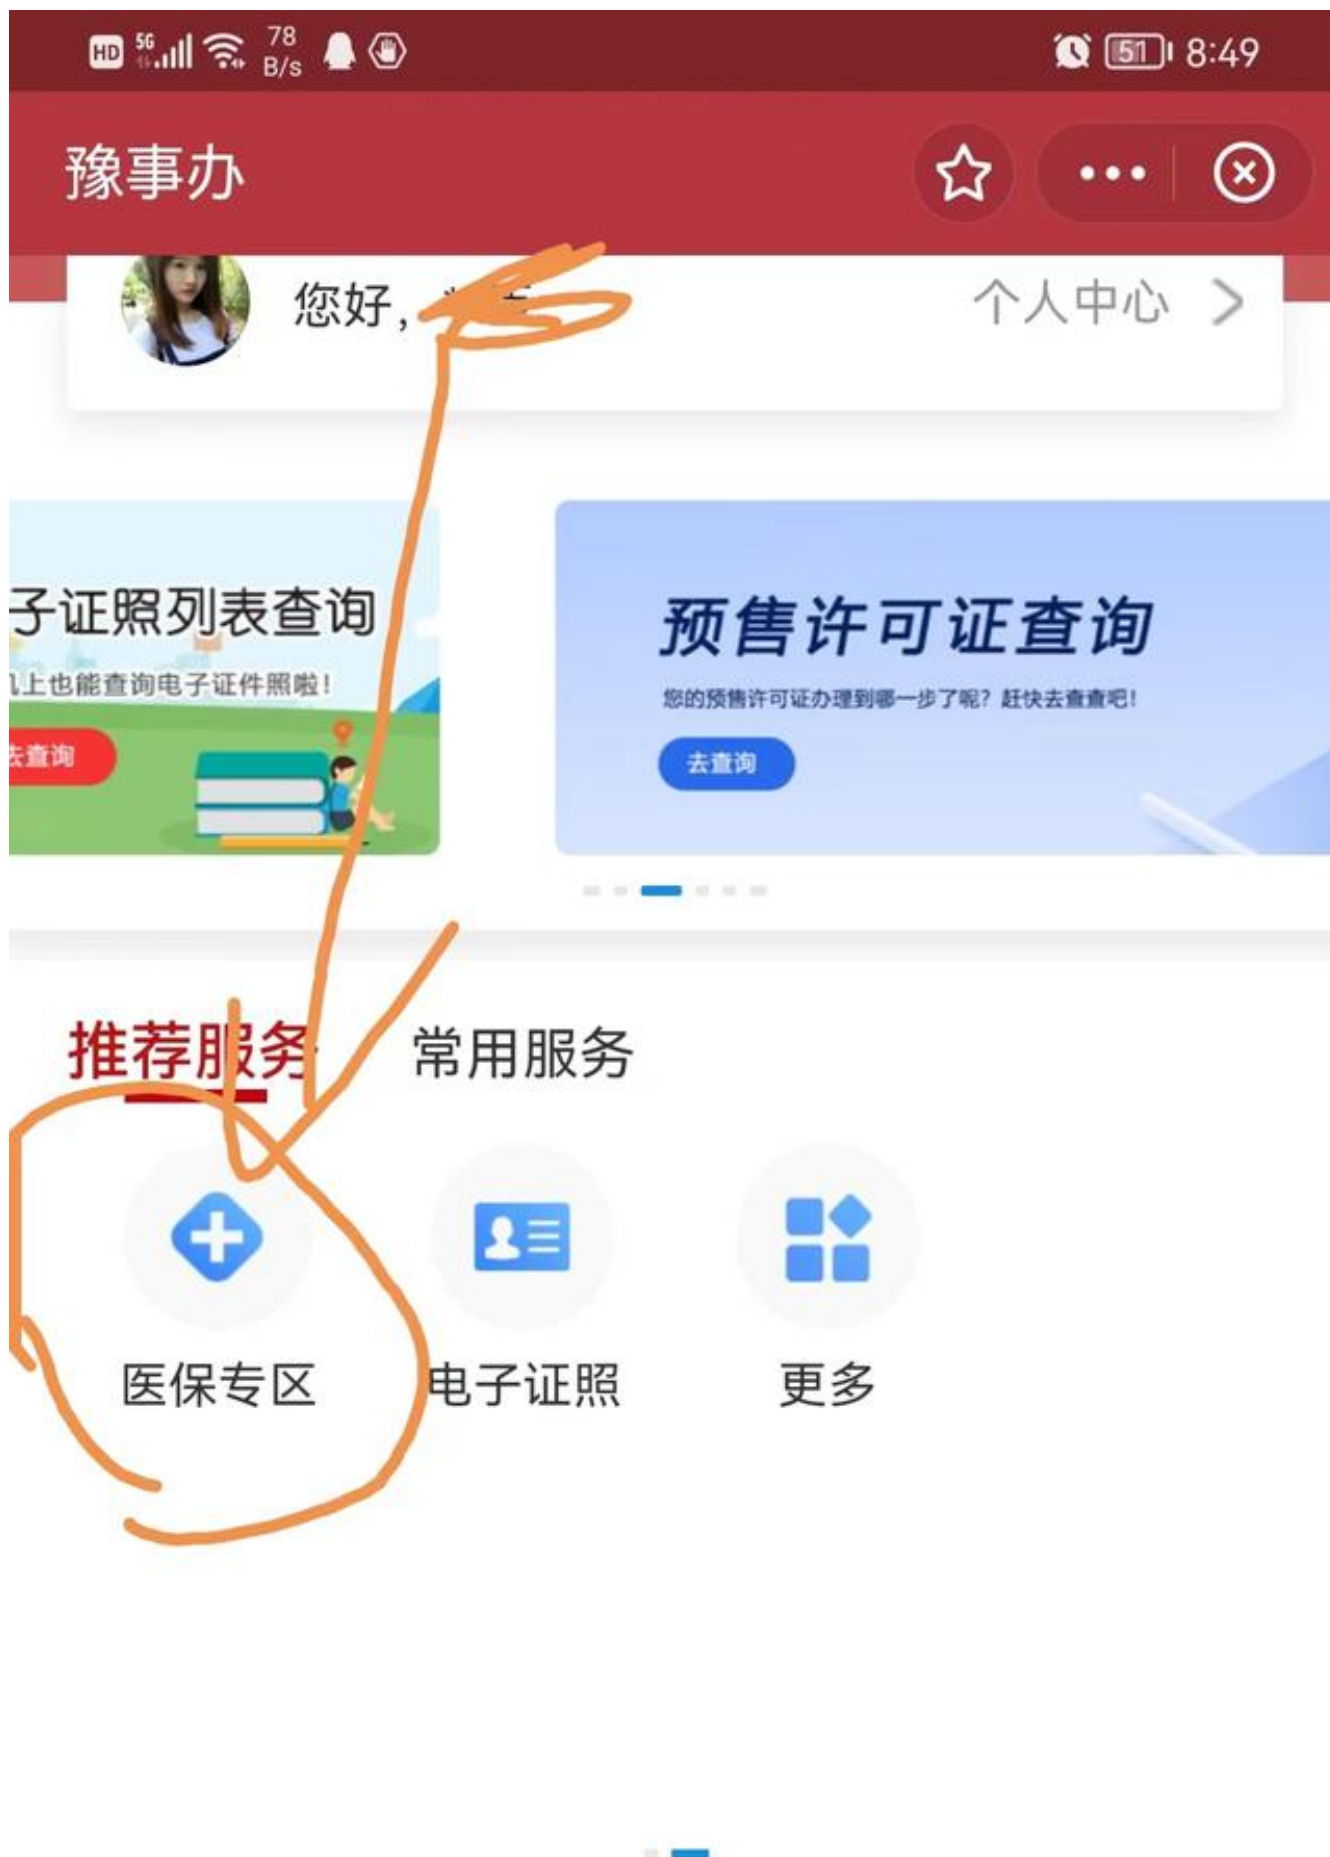 HD 5G 78 B/s 51 8:49
豫事办
您好, 个人中心
子证照列表查询
上也能查询电子证件照啦!
去查询
预售许可证查询
您的预售许可证办理到哪一步了呢? 赶快去查查吧!
去查询
推荐服务 常用服务
医保专区 电子证照 更多